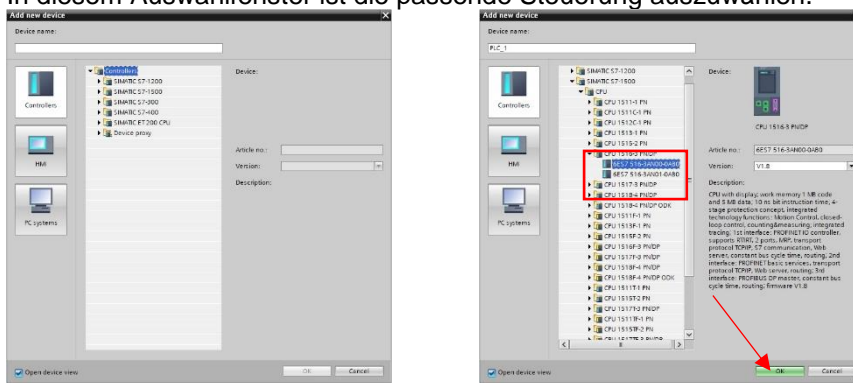 In diesem Auswahlfenster ist die passende Steuerung auszuwählen.
Add new device
Device name:
Controllers
HMI
PC systems
Controllers
SIMATIC S7-1200
SIMATIC S7-1500
SIMATIC S7-300
SIMATIC S7-400
SIMATIC ET 200 CPU
Device proxy
Device:
Article no.:
Version:
Description:
Open device view
OK
Cancel
Add new device
Device name:
PLC_1
Controllers
HMI
PC systems
SIMATIC S7-1200
SIMATIC S7-1500
CPU
CPU 1511-1 PN
CPU 1511C-1 PN
CPU 1512C-1 PN
CPU 1513-1 PN
CPU 1515-2 PN
CPU 1516-3 PN/DP
6ES7 516-3AN00-0AB0
6ES7 516-3AN01-0AB0
CPU 1517-3 PN/DP
CPU 1518-4 PN/DP
CPU 1518-4 PN/DP ODK
CPU 1511F-1 PN
CPU 1513F-1 PN
CPU 1515F-2 PN
CPU 1516F-3 PN/DP
CPU 1517F-3 PN/DP
CPU 1518F-4 PN/DP
CPU 1518F-4 PN/DP ODK
CPU 1511T-1 PN
CPU 1515T-2 PN
CPU 1517T-3 PN/DP
CPU 1511TF-1 PN
CPU 1515TF-2 PN
CPU 1517TF-3 PN/DP
Device:
CPU 1516-3 PN/DP
Article no.:
6ES7 516-3AN00-0AB0
Version:
V1.8
Description:
CPU with display; work memory 1 MB code
and 5 MB data; 10 ns bit instruction time; 4-
stage protection concept, integrated
technology functions: Motion Control, closed-
loop control, counting&measuring; integrated
tracing; 1st interface: PROFINET IO controller,
supports RT/IRT, 2 ports, MRP, transport
protocol TCP/IP, S7 communication, Web
server, constant bus cycle time, routing; 2nd
interface: PROFINET basic services, transport
protocol TCP/IP, Web server, routing; 3rd
interface: PROFIBUS DP master, constant bus
cycle time, routing; firmware V1.8
Open device view
OK
Cancel